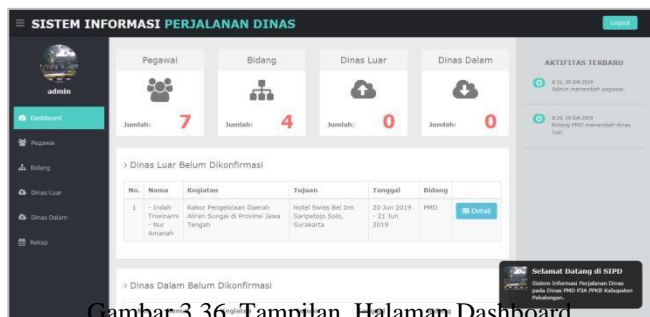 SISTEM INFORMASI PERJALANAN DINAS
Logout
admin
Dashboard
Pegawai
Bidang
Dinas Luar
Dinas Dalam
Rekap
Pegawai
Jumlah: 7
Bidang
Jumlah: 4
Dinas Luar
Jumlah: 0
Dinas Dalam
Jumlah: 0
> Dinas Luar Belum Dikonfirmasi
No. Nama Kegiatan Tujuan Tanggal Bidang
1 - Indah Triwinarni - Nur Amanah Rakor Pengelolaan Daerah Aliran Sungai di Provinsi Jawa Tengah Hotel Swiss Bel Inn Saripetojo Solo, Surakarta 20 Jun 2019 - 21 Jun 2019 PMD Detail
> Dinas Dalam Belum Dikonfirmasi
AKTIFITAS TERBARU
Admin menambah pegawai.
Bidang PMD menambah dinas luar.
Selamat Datang di SIPD
Sistem Informasi Perjalanan Dinas
pada Dinas PMD P3A PPKB Kabupaten
Pekalongan.
Gambar 3.36 Tampilan Halaman Dashboard